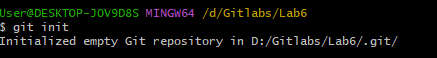 User@DESKTOP-JOV9D8S MINGW64 /d/Gitlabs/Lab6
$ git init
Initialized empty Git repository in D:/Gitlabs/Lab6/.git/